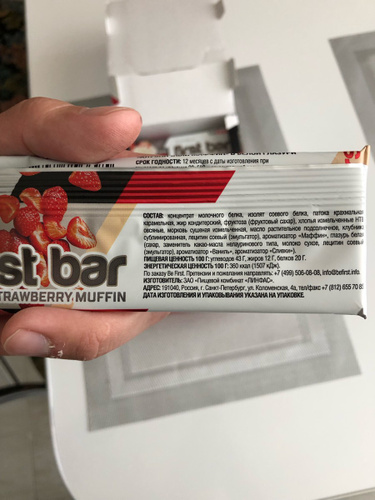 СРОК ГОДНОСТИ: 12 месяцев с даты изготовления при
st bar
TRAWBERRY MUFFIN
СОСТАВ: концентрат молочного белка, изолят соевого белка, патока крахмальная
карамельная, жир кондитерский, фруктоза (фруктовый сахар), хлопья измельченные
овсяные, морковь сушеная измельченная, масло растительное подсолнечное, клубника
сублимированная, лецитин соевый (эмульгатор), ароматизатор «Маффин», глазурь белая
(сахар, заменитель какао-масла нелауринового типа, молоко сухое, лецитин соевый
(эмульгатор), ароматизатор «Ваниль», ароматизатор «Сливки»).
ПИЩЕВАЯ ЦЕННОСТЬ 100 Г: углеводов 43 Г, жиров 12 Г, белков 20 Г.
ЭНЕРГЕТИЧЕСКАЯ ЦЕННОСТЬ 100 Г: 360 ккал (1507 кДж).
По заказу Be First. Претензии и пожелания направлять: +7 (499) 506-08-08, info@befirst.info
ИЗГОТОВИТЕЛЬ: ЗАО «Пищевой комбинат «ЛИНФАС».
АДРЕС: 191040, Россия, г. Санкт-Петербург, ул. Коломенская, 4а, тел/факс +7 (812) 655 70 8
ДАТА ИЗГОТОВЛЕНИЯ И УПАКОВЫВАНИЯ УКАЗАНА НА УПАКОВКЕ.